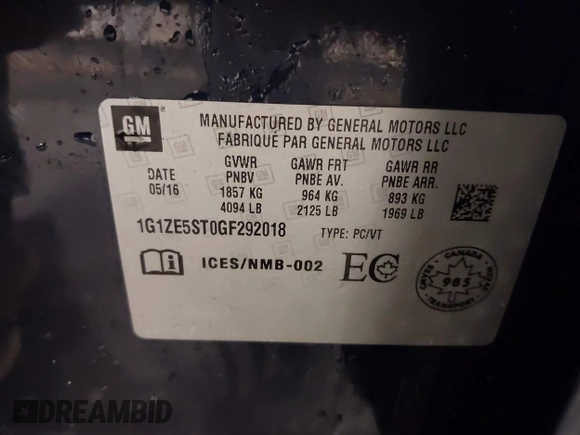 GM
MANUFACTURED BY GENERAL MOTORS LLC
FABRIQUÉ PAR GENERAL MOTORS LLC
DATE GVWR GAWR FRT GAWR RR
05/16 PNBV PNBE AV. PNBE ARR.
1857 KG 964 KG 893 KG
4094 LB 2125 LB 1969 LB
1G1ZE5ST0GF292018 TYPE: PC/VT
ICES/NMB-002 EC
CANADA
985
TRANSPORT
DREAMBID